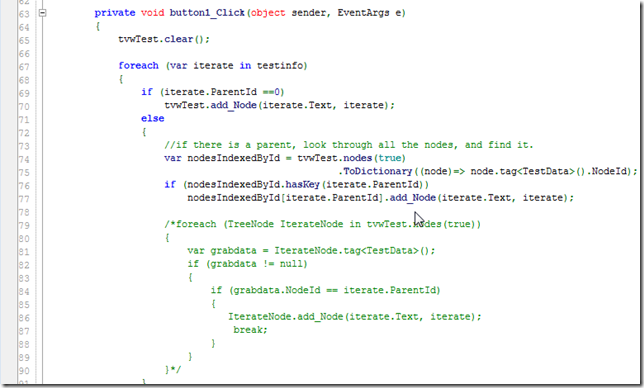 62
63 private void button1_Click(object sender, EventArgs e)
64 {
65 tvwTest.clear();
66
67 foreach (var iterate in testinfo)
68 {
69 if (iterate.ParentId ==0)
70 tvwTest.add_Node(iterate.Text, iterate);
71 else
72 {
73 //if there is a parent, look through all the nodes, and find it.
74 var nodesIndexedById = tvwTest.nodes(true)
75 .ToDictionary((node)=> node.tag<TestData>().NodeId);
76 if (nodesIndexedById.hasKey(iterate.ParentId))
77 nodesIndexedById[iterate.ParentId].add_Node(iterate.Text, iterate);
78
79 /*foreach (TreeNode IterateNode in tvwTest.nodes(true))
80 {
81 var grabdata = IterateNode.tag<TestData>();
82 if (grabdata != null)
83 {
84 if (grabdata.NodeId == iterate.ParentId)
85 {
86 IterateNode.add_Node(iterate.Text, iterate);
87 break;
88 }
89 }
90 }*/
91 }